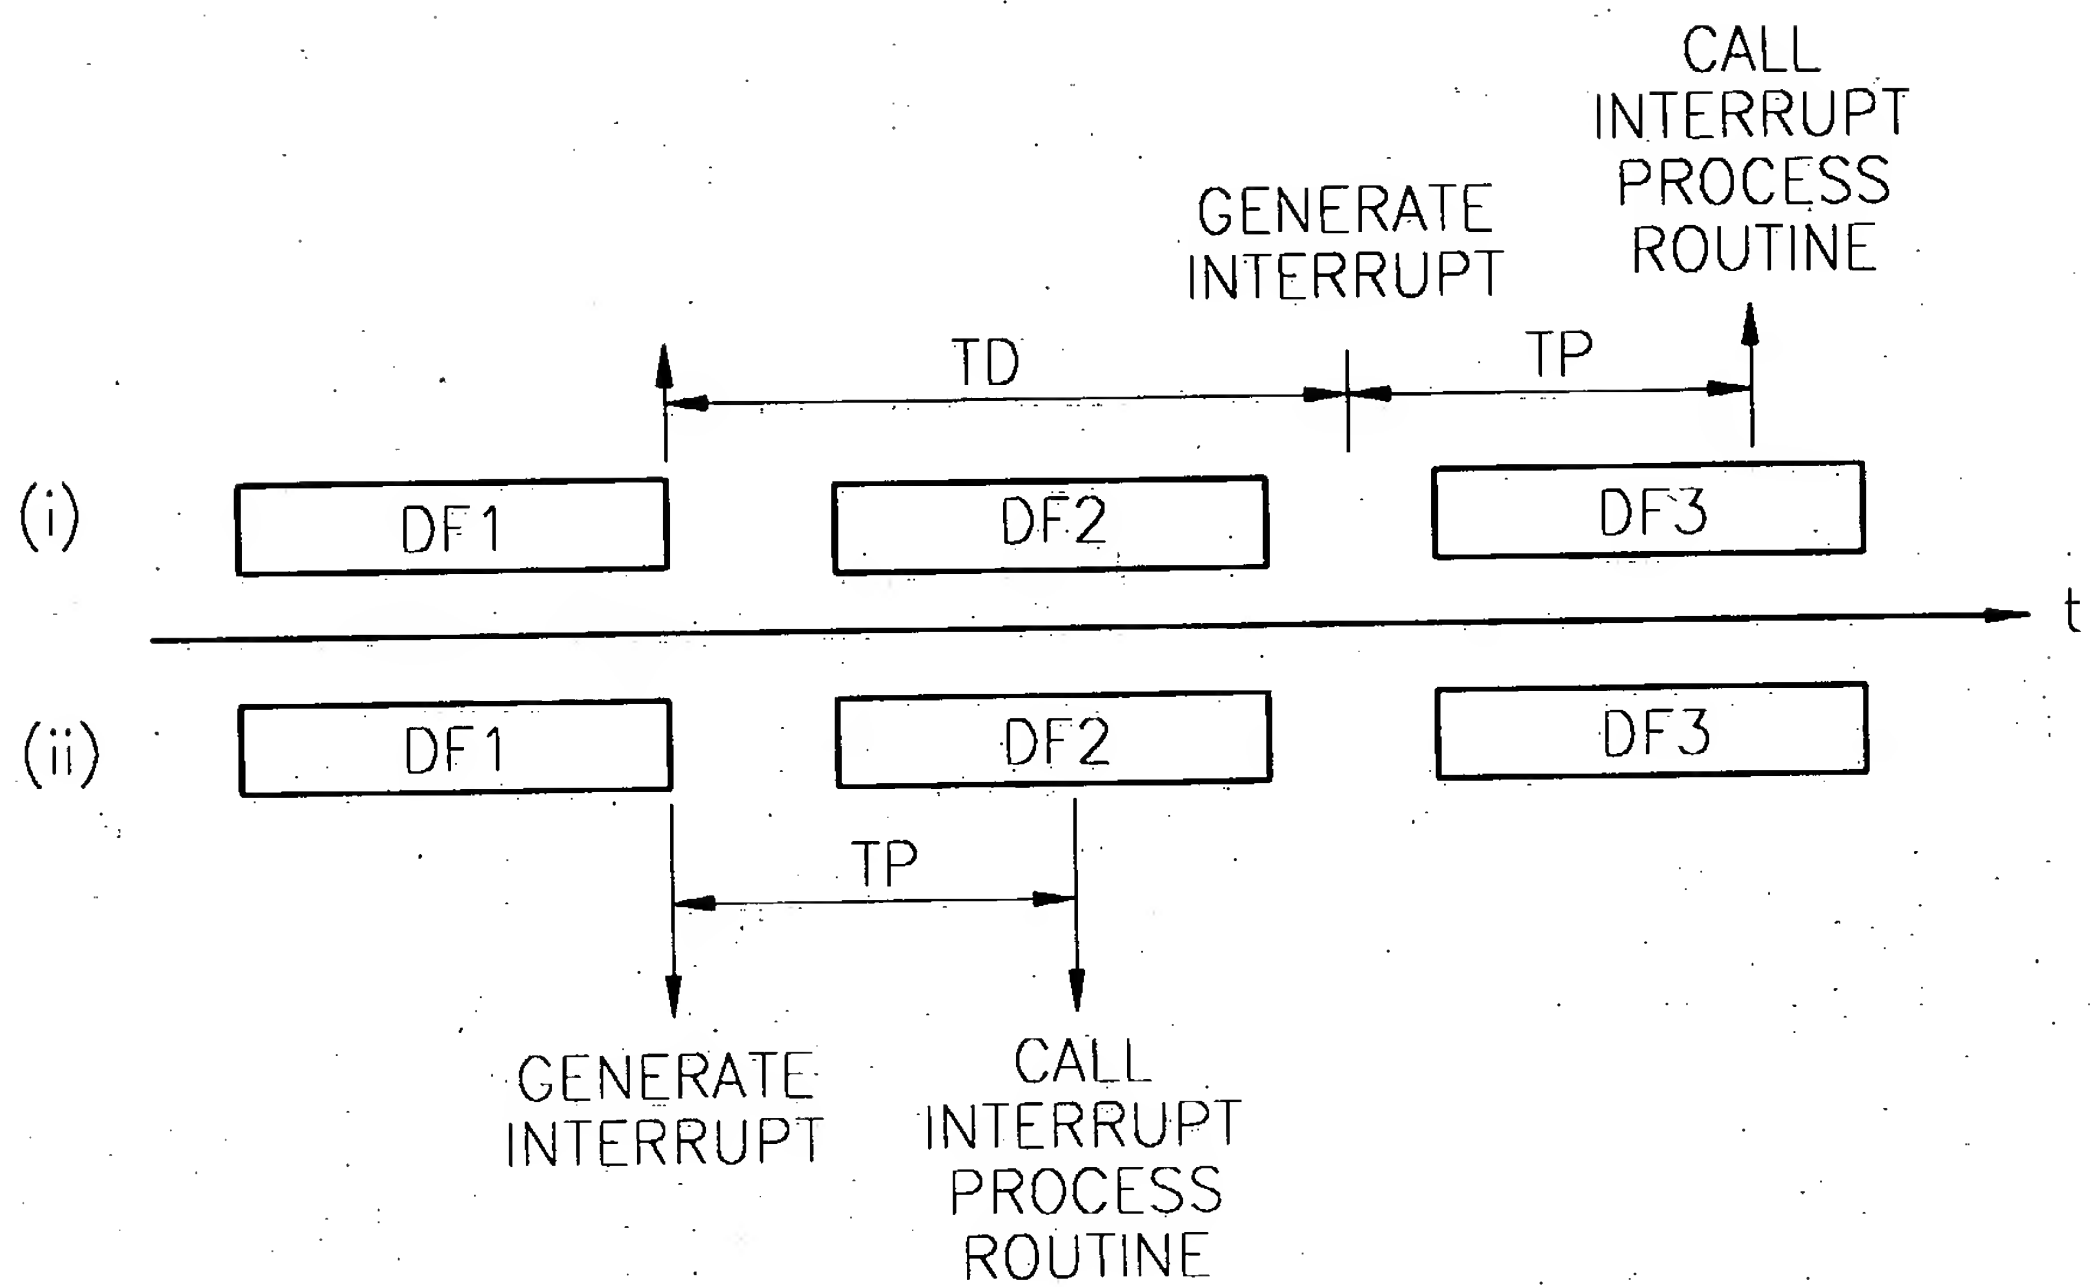 CALL
INTERRUPT
PROCESS
ROUTINE
GENERATE
INTERRUPT
TD
TP
(i)
DF1
DF2
DF3
t
(ii)
DF1
DF2
DF3
TP
GENERATE
INTERRUPT
CALL
INTERRUPT
PROCESS
ROUTINE